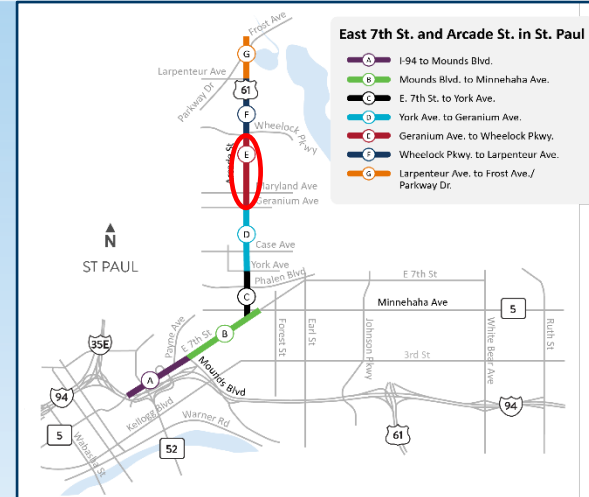 East 7th St. and Arcade St. in St. Paul
A I-94 to Mounds Blvd.
B Mounds Blvd. to Minnehaha Ave.
C E. 7th St. to York Ave.
D York Ave. to Geranium Ave.
E Geranium Ave. to Wheelock Pkwy.
F Wheelock Pkwy. to Larpenteur Ave.
G Larpenteur Ave. to Frost Ave./
Parkway Dr.
Frost Ave
G
Larpenteur Ave
Parkway Dr
61
F
Wheelock Pkwy
E
Arcade St
Maryland Ave
Geranium Ave
D
N
ST PAUL
Case Ave
York Ave
Phalen Blvd
E 7th St
C
Minnehaha Ave
5
B
E 7th St
Payne Ave
Forest St
Earl St
Johnson Pkwy
White Bear Ave
Ruth St
35E
3rd St
A
Mounds Blvd
94
Kellogg Blvd
Warner Rd
94
5
Wabasha St
52
61